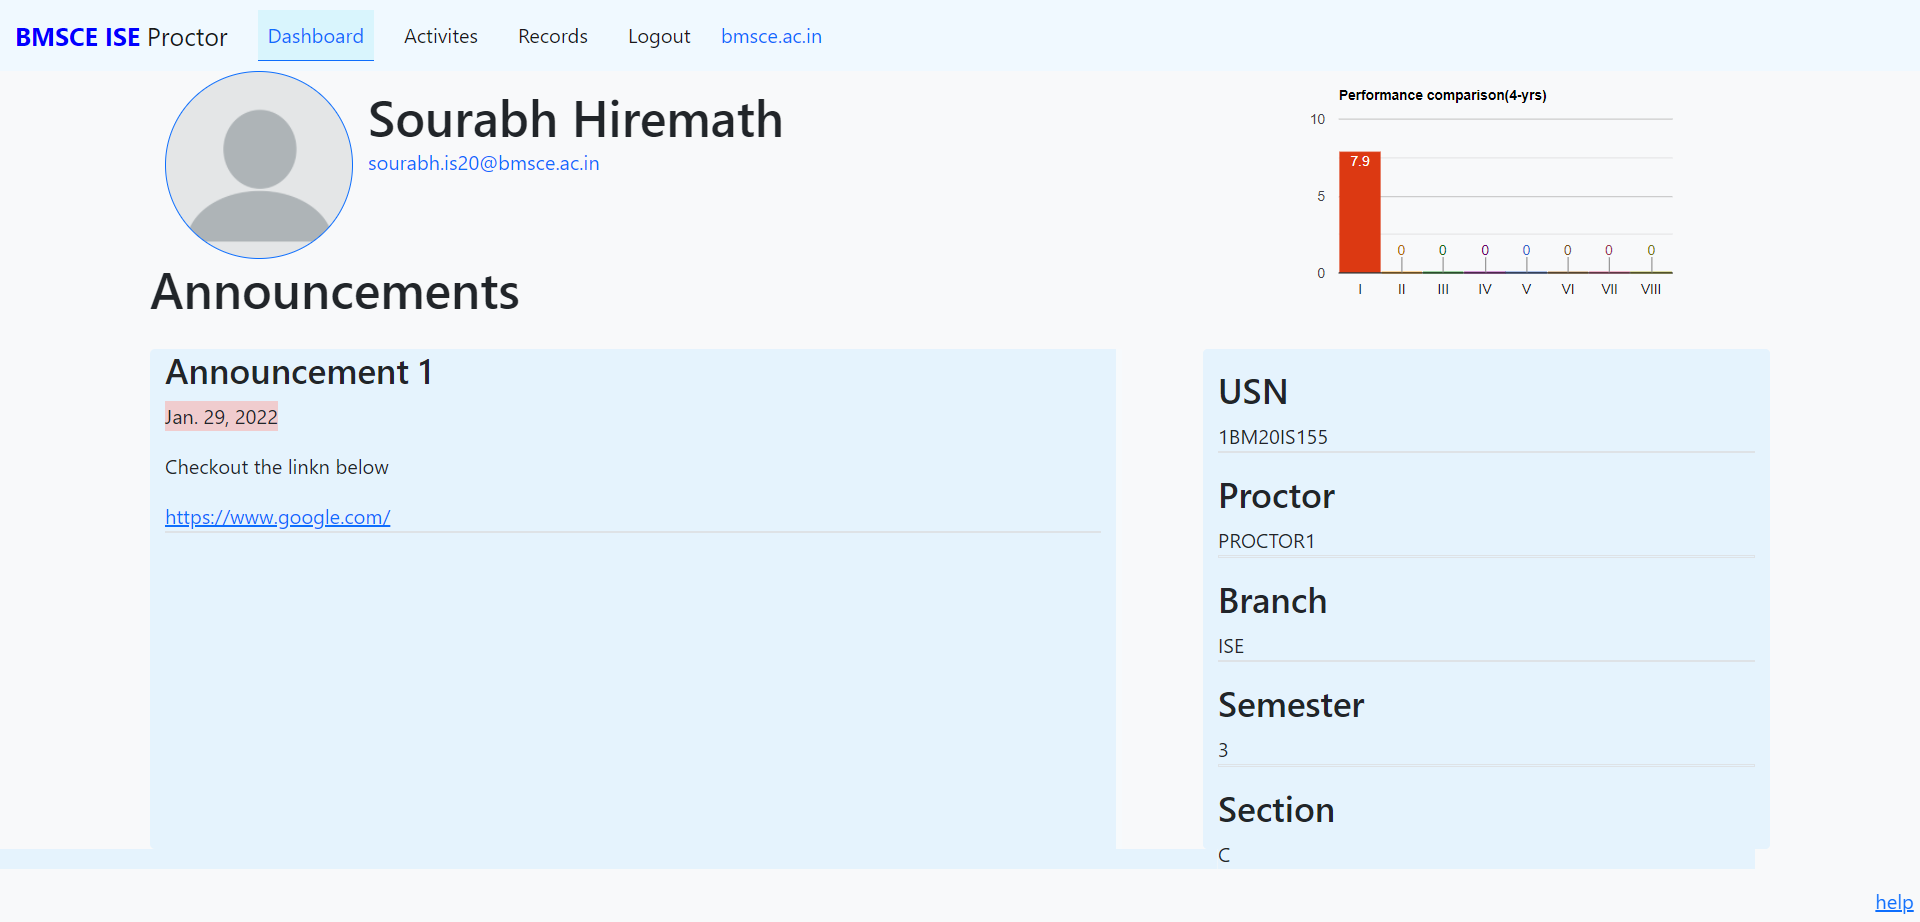 BMSCE ISE Proctor Dashboard Activites Records Logout bmsce.ac.in
Sourabh Hiremath
sourabh.is20@bmsce.ac.in
Performance comparison(4-yrs)
10
7.9
5
0 0 0 0 0 0 0
0
I II III IV V VI VII VIII
Announcements
Announcement 1
Jan. 29, 2022
Checkout the linkn below
https://www.google.com/
USN
1BM20IS155
Proctor
PROCTOR1
Branch
ISE
Semester
3
Section
C
help